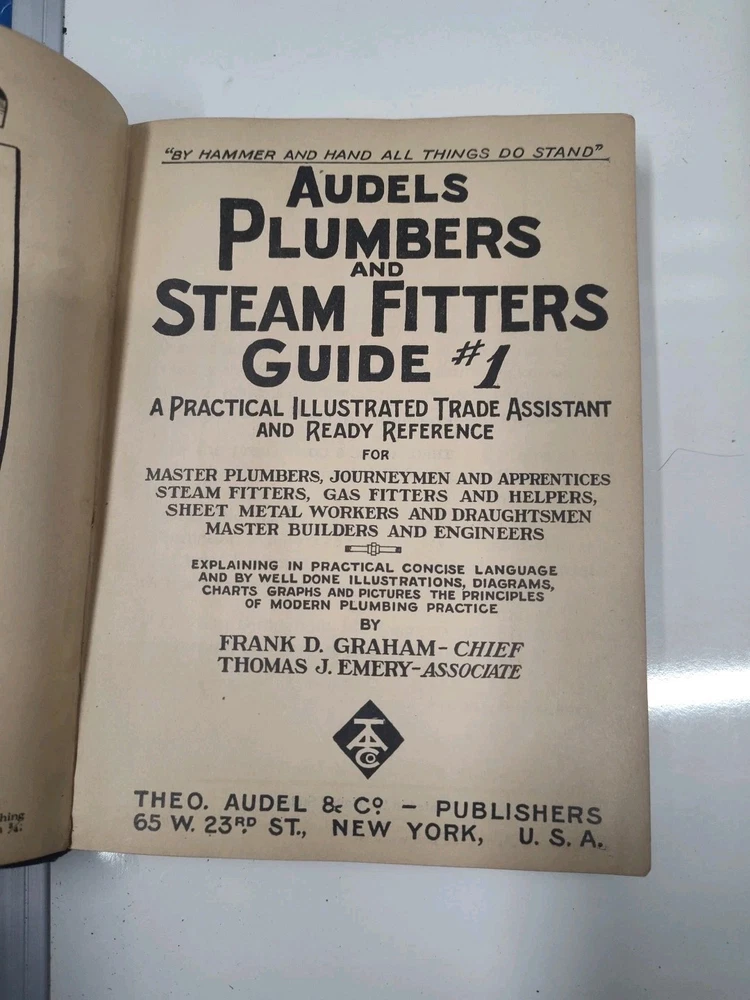 "BY HAMMER AND HAND ALL THINGS DO STAND"
AUDELS
PLUMBERS
AND
STEAM FITTERS
GUIDE #1
A PRACTICAL ILLUSTRATED TRADE ASSISTANT
AND READY REFERENCE
FOR
MASTER PLUMBERS, JOURNEYMEN AND APPRENTICES
STEAM FITTERS, GAS FITTERS AND HELPERS,
SHEET METAL WORKERS AND DRAUGHTSMEN
MASTER BUILDERS AND ENGINEERS
EXPLAINING IN PRACTICAL CONCISE LANGUAGE
AND BY WELL DONE ILLUSTRATIONS, DIAGRAMS,
CHARTS GRAPHS AND PICTURES THE PRINCIPLES
OF MODERN PLUMBING PRACTICE
BY
FRANK D. GRAHAM-CHIEF
THOMAS J. EMERY-ASSOCIATE
TACo
THEO. AUDEL & Co. - PUBLISHERS
65 W. 23RD ST., NEW YORK, U. S. A.